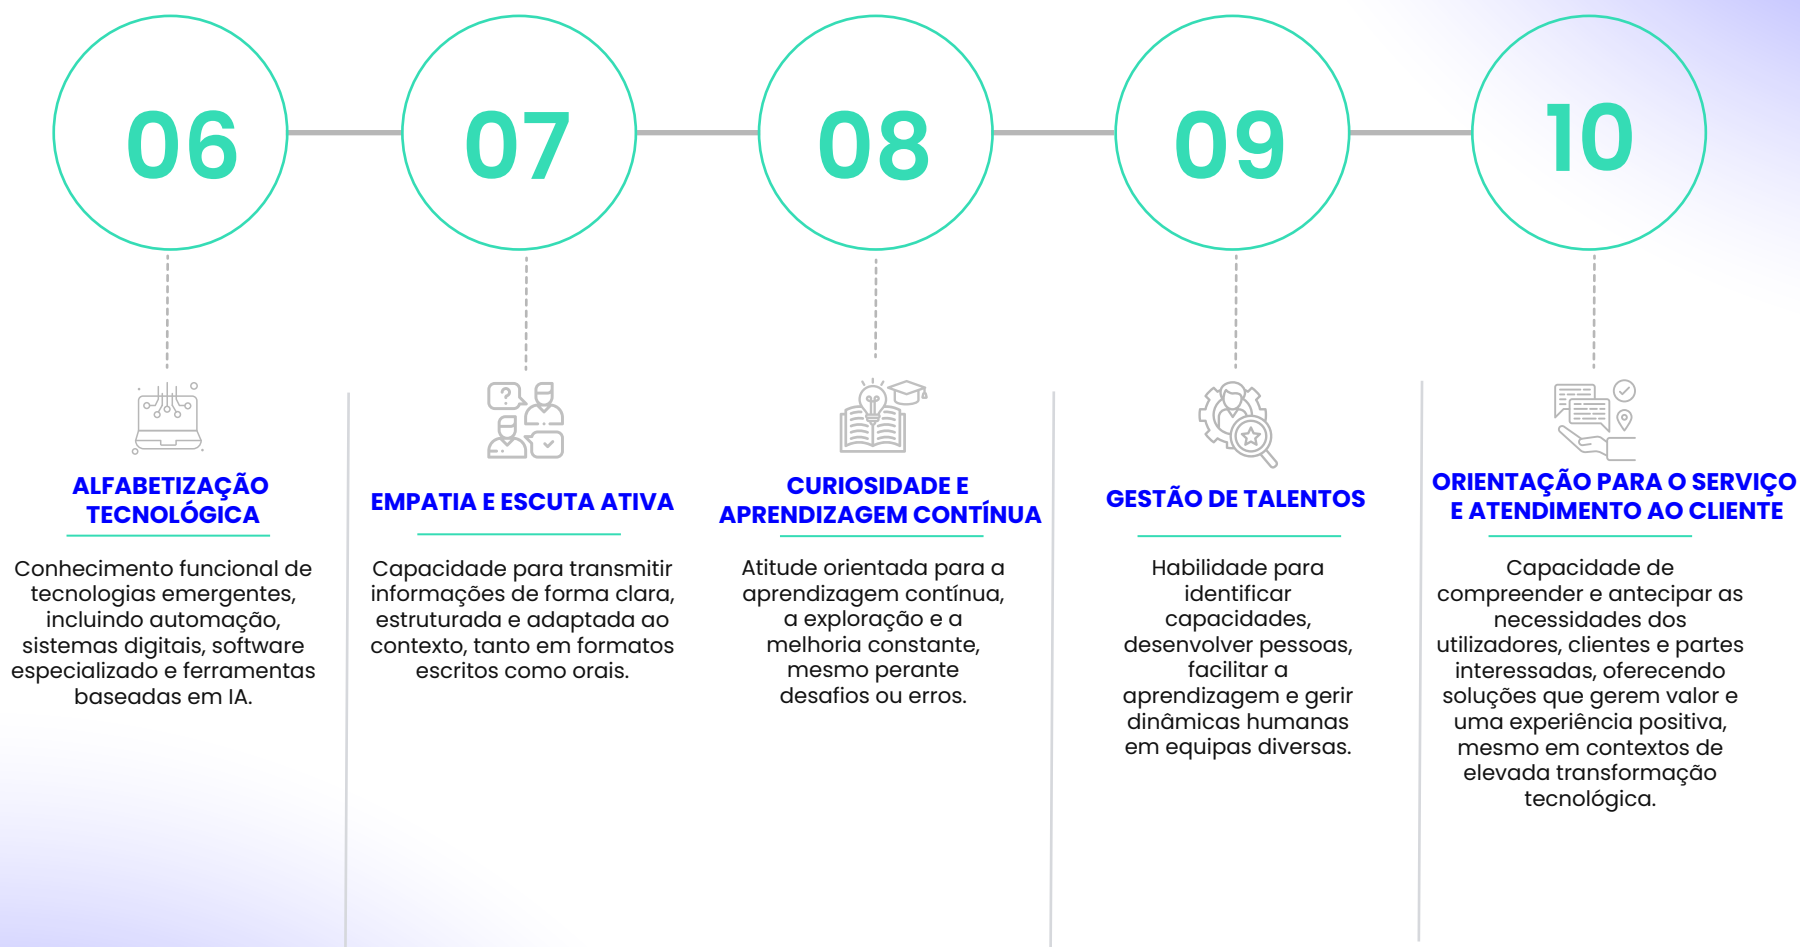 06
07
08
09
10
ALFABETIZAÇÃO
TECNOLÓGICA
Conhecimento funcional de
tecnologias emergentes,
incluindo automação,
sistemas digitais, software
especializado e ferramentas
baseadas em IA.
EMPATIA E ESCUTA ATIVA
Capacidade para transmitir
informações de forma clara,
estruturada e adaptada ao
contexto, tanto em formatos
escritos como orais.
CURIOSIDADE E
APRENDIZAGEM CONTÍNUA
Atitude orientada para a
aprendizagem contínua,
a exploração e a
melhoria constante,
mesmo perante
desafios ou erros.
GESTÃO DE TALENTOS
Habilidade para
identificar
capacidades,
desenvolver pessoas,
facilitar a
aprendizagem e gerir
dinâmicas humanas
em equipas diversas.
ORIENTAÇÃO PARA O SERVIÇO
E ATENDIMENTO AO CLIENTE
Capacidade de
compreender e antecipar as
necessidades dos
utilizadores, clientes e partes
interessadas, oferecendo
soluções que gerem valor e
uma experiência positiva,
mesmo em contextos de
elevada transformação
tecnológica.